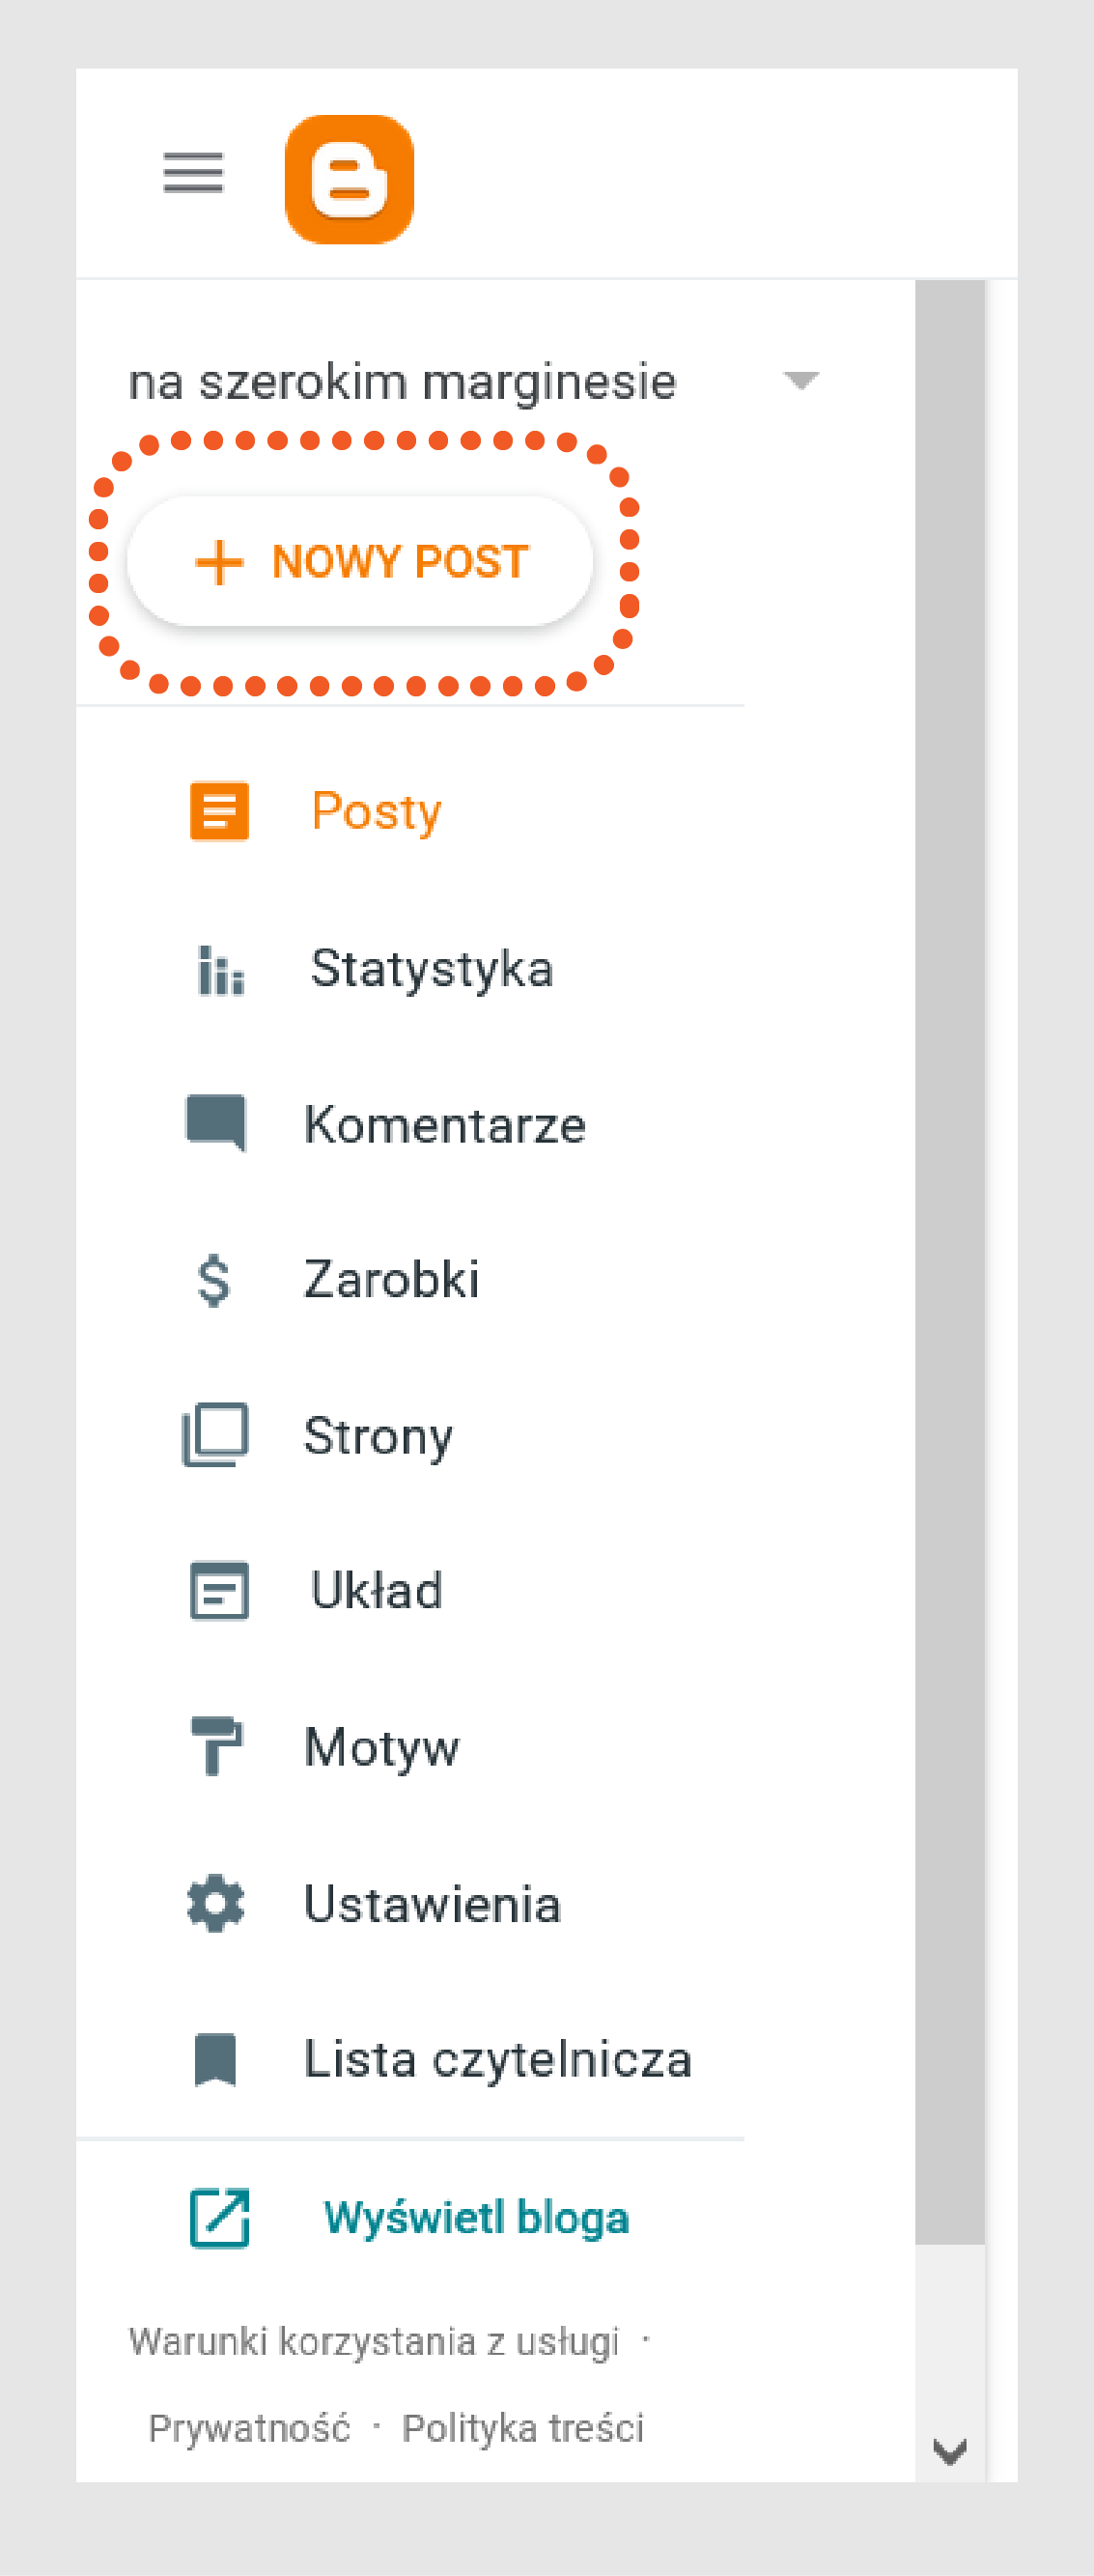 na szerokim marginesie
NOWY POST
Posty
Statystyka
Komentarze
Zarobki
Strony
Układ
Motyw
Ustawienia
Lista czytelnicza
Wyświetl bloga
Warunki korzystania z usługi ·
Prywatność · Polityka treści